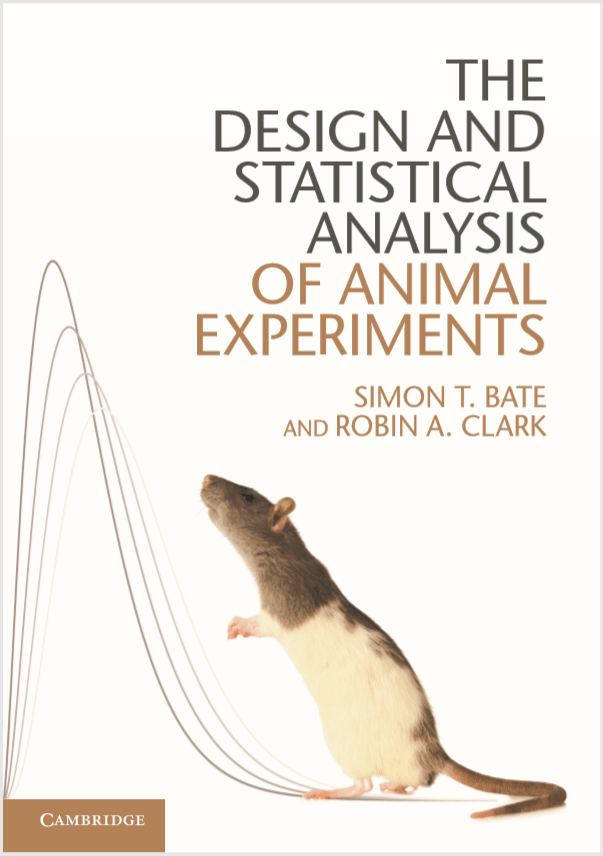 THE
DESIGN AND
STATISTICAL
ANALYSIS
OF ANIMAL
EXPERIMENTS
SIMON T. BATE
AND ROBIN A. CLARK
CAMBRIDGE